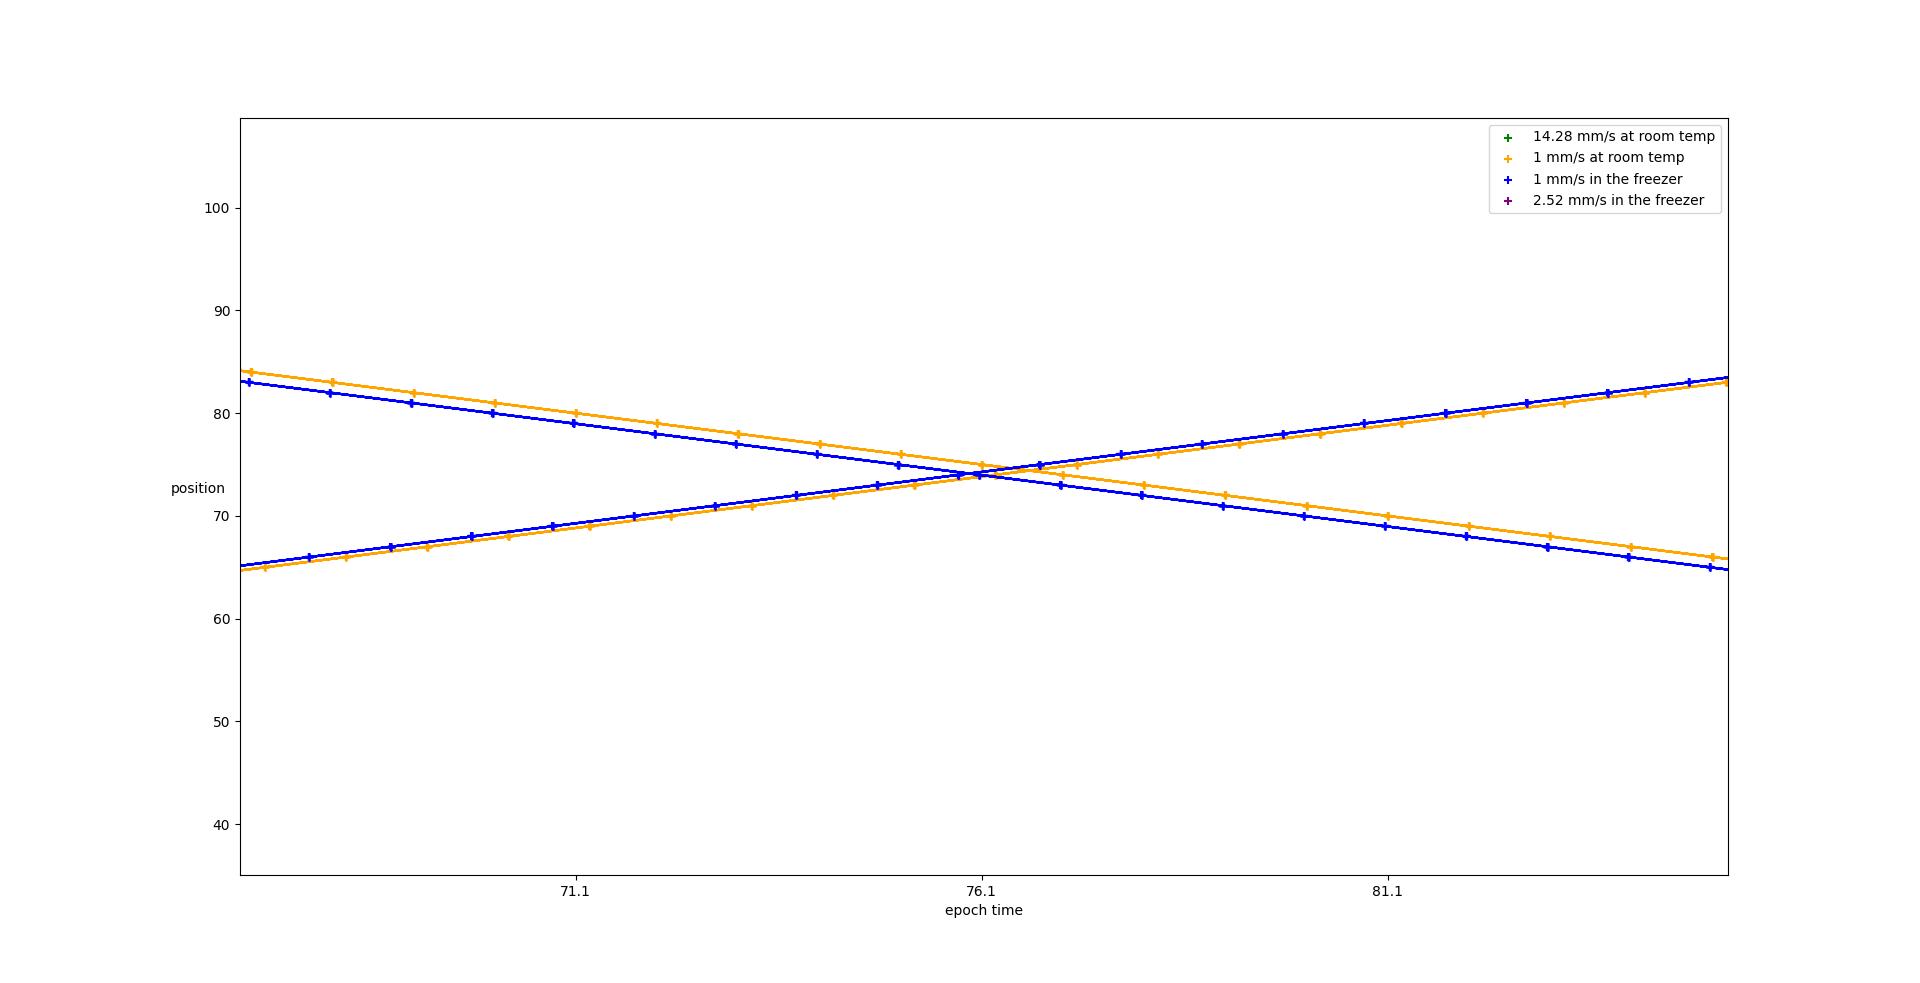 14.28 mm/s at room temp
1 mm/s at room temp
1 mm/s in the freezer
2.52 mm/s in the freezer
100
90
80
position
70
60
50
40
71.1
76.1
81.1
epoch time